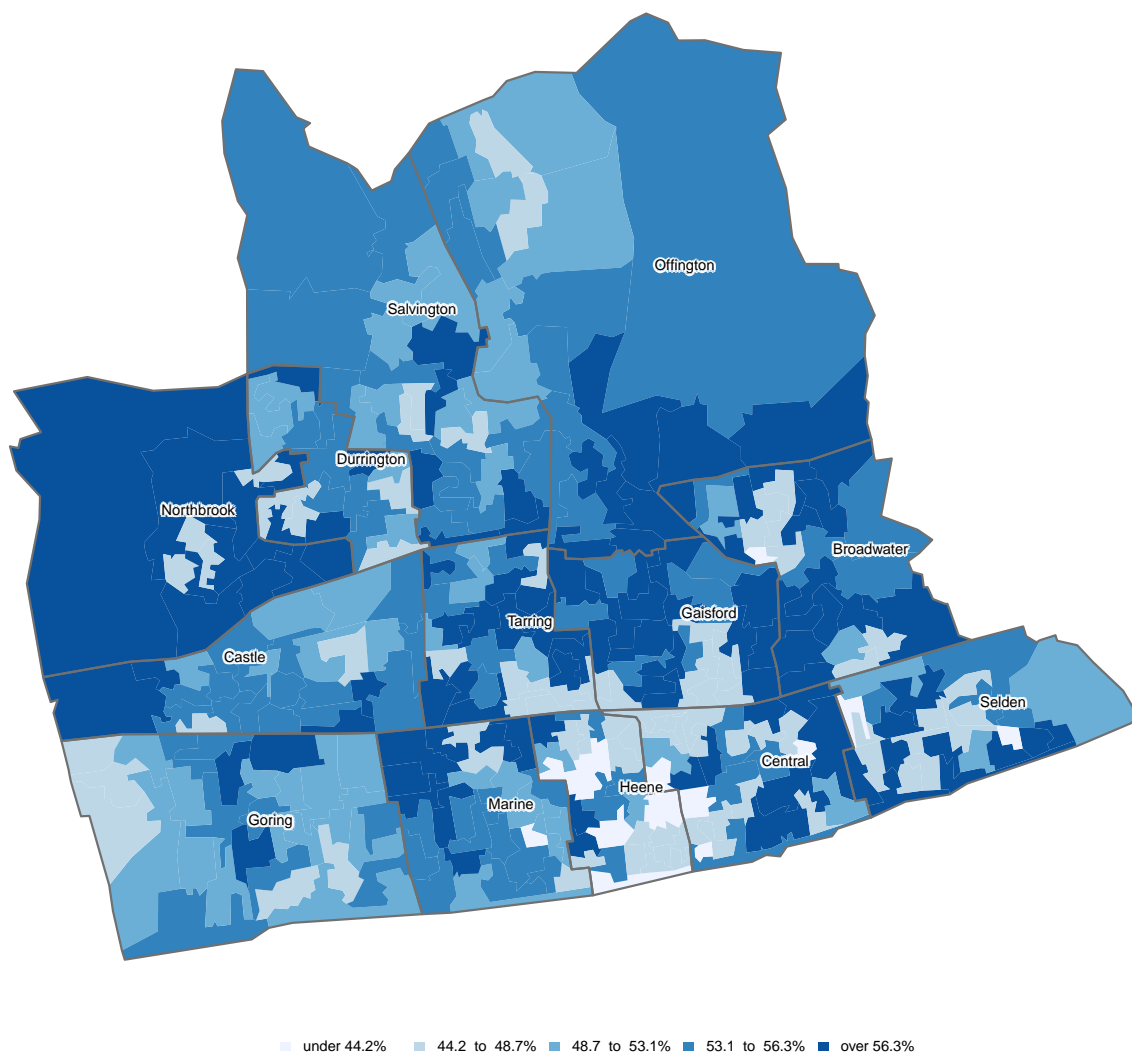 Offington
Salvington
Durrington
Northbrook
Broadwater
Gaisford
Tarring
Castle
Selden
Central
Heene
Marine
Goring
under 44.2% 44.2 to 48.7% 48.7 to 53.1% 53.1 to 56.3% over 56.3%